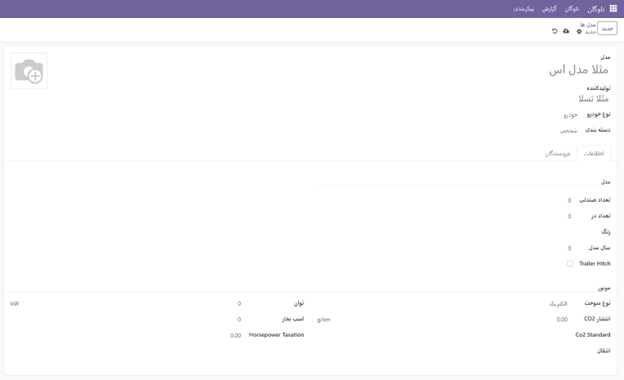 ناوگان ناوگان گزارش پیکربندی
جدید
مدل ها
جدید
مدل
مثلا مدل اس
تولیدکننده
مثلا تسلا
نوع خودرو خودرو
دسته بندی شخصی
اطلاعات فروشندگان
مدل
تعداد صندلی 0
تعداد در 0
رنگ
سال مدل 0
Trailer Hitch
موتور
نوع سوخت الکتریک
انتشار CO2 0.00 g/km
Co2 Standard
انتقال
توان 0 kW
اسب بخار 0
Horsepower Taxation 0.00